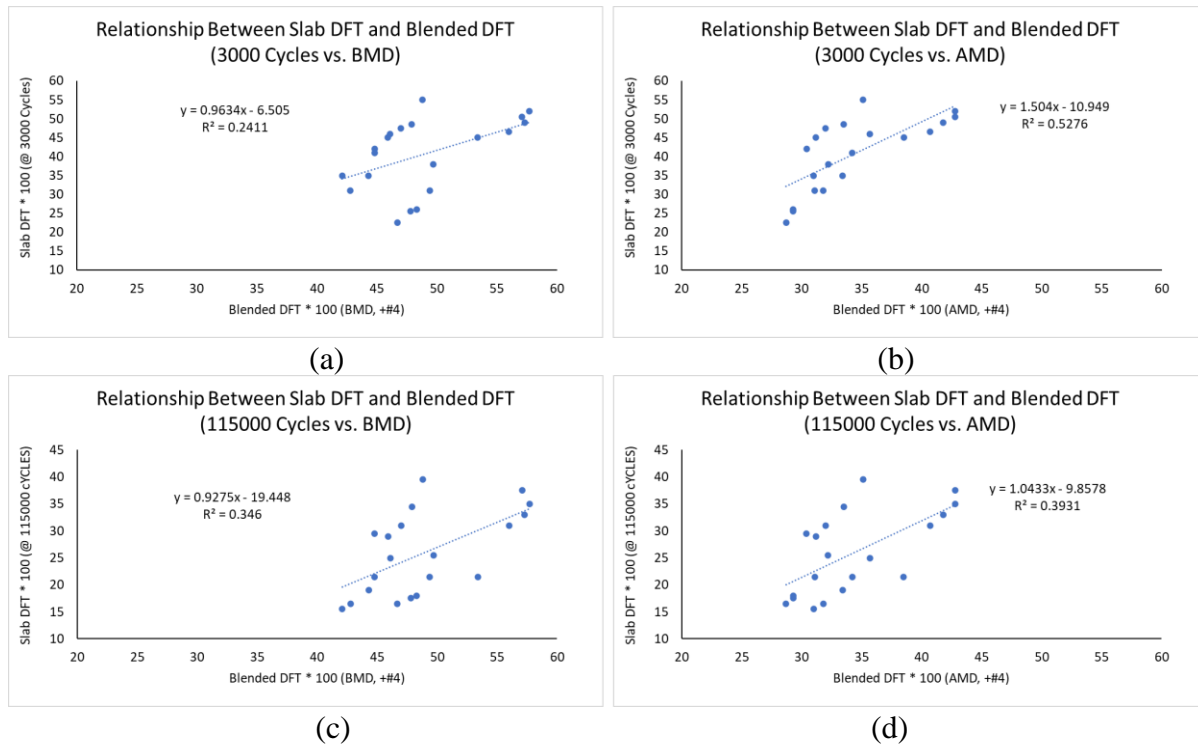 Relationship Between Slab DFT and Blended DFT
(3000 Cycles vs. BMD)
Slab DFT * 100 (@ 3000 Cycles)
60
55
50
45
40
35
30
25
20
15
10
y = 0.9634x - 6.505
R² = 0.2411
20 25 30 35 40 45 50 55 60
Blended DFT * 100 (BMD, +#4)
(a)
Relationship Between Slab DFT and Blended DFT
(3000 Cycles vs. AMD)
Slab DFT * 100 (@ 3000 Cycles)
60
55
50
45
40
35
30
25
20
15
10
y = 1.504x - 10.949
R² = 0.5276
20 25 30 35 40 45 50 55 60
Blended DFT * 100 (AMD, +#4)
(b)
Relationship Between Slab DFT and Blended DFT
(115000 Cycles vs. BMD)
Slab DFT * 100 (@ 115000 cYCLES)
45
40
35
30
25
20
15
10
y = 0.9275x - 19.448
R² = 0.346
20 25 30 35 40 45 50 55 60
Blended DFT * 100 (BMD, +#4)
(c)
Relationship Between Slab DFT and Blended DFT
(115000 Cycles vs. AMD)
Slab DFT * 100 (@ 115000 Cycles)
45
40
35
30
25
20
15
10
y = 1.0433x - 9.8578
R² = 0.3931
20 25 30 35 40 45 50 55 60
Blended DFT * 100 (AMD, +#4)
(d)